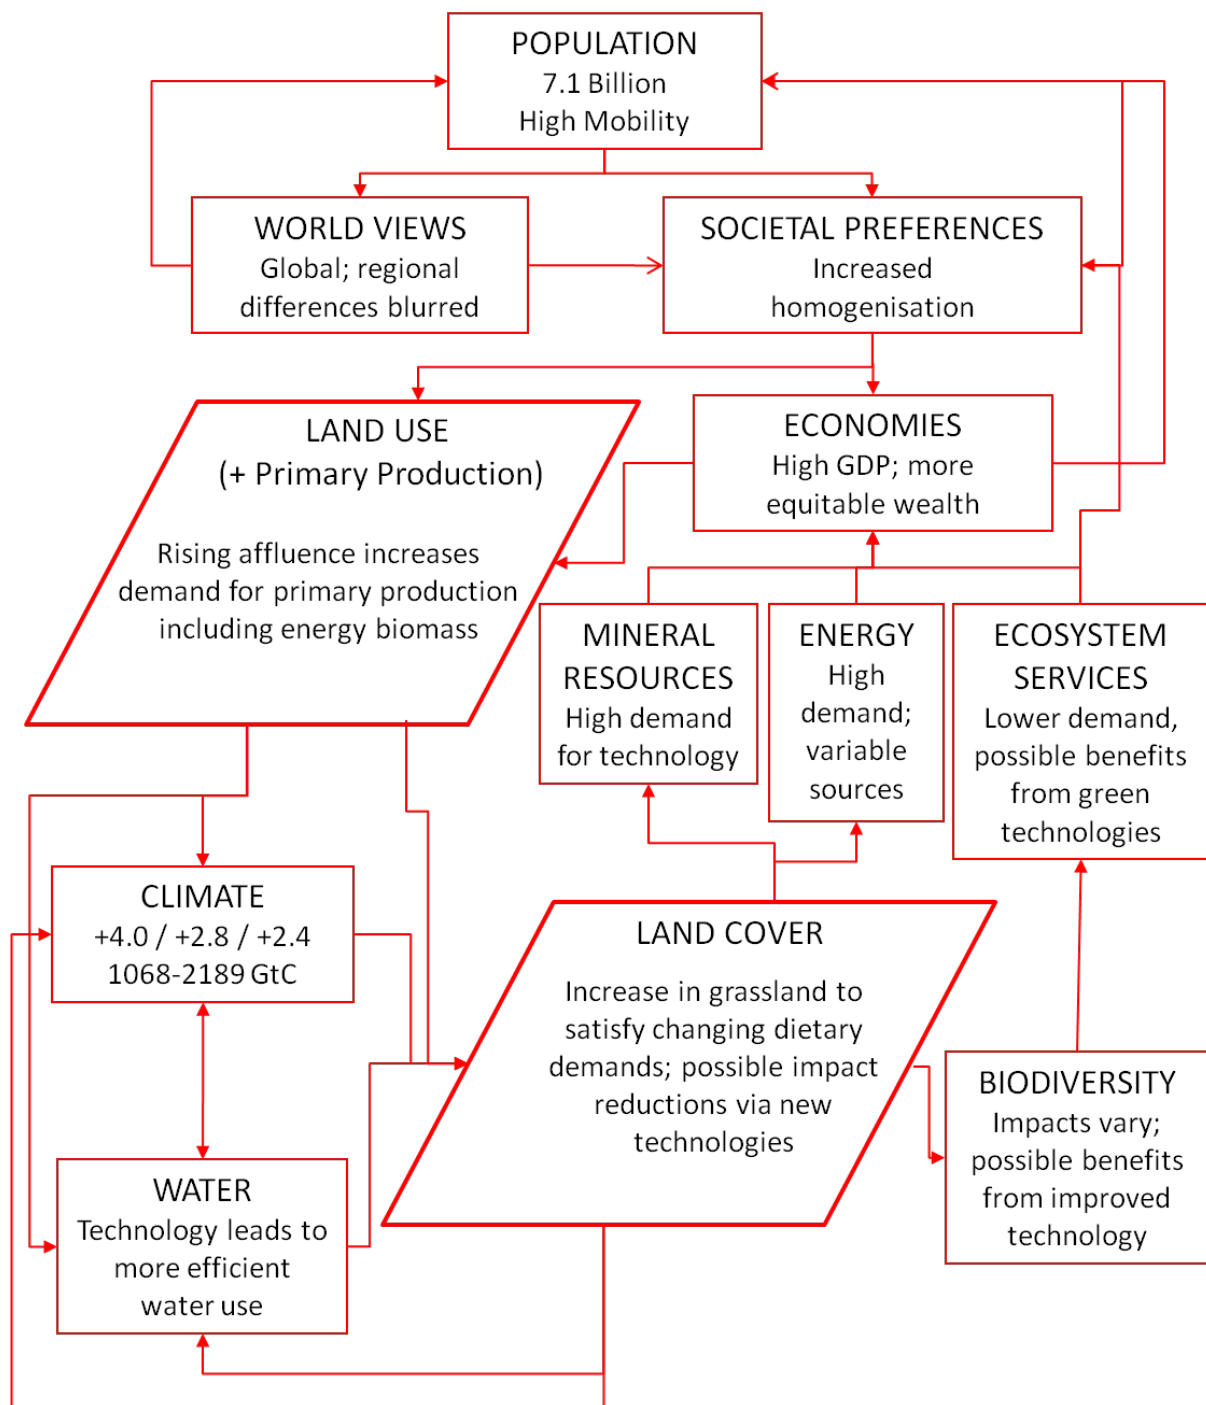 POPULATION
7.1 Billion
High Mobility
WORLD VIEWS
Global; regional
differences blurred
SOCIETAL PREFERENCES
Increased
homogenisation
LAND USE
(+ Primary Production)
Rising affluence increases
demand for primary production
including energy biomass
ECONOMIES
High GDP; more
equitable wealth
MINERAL
RESOURCES
High demand
for technology
ENERGY
High
demand;
variable
sources
ECOSYSTEM
SERVICES
Lower demand,
possible benefits
from green
technologies
CLIMATE
+4.0 / +2.8 / +2.4
1068-2189 GtC
LAND COVER
Increase in grassland to
satisfy changing dietary
demands; possible impact
reductions via new
technologies
BIODIVERSITY
Impacts vary;
possible benefits
from improved
technology
WATER
Technology leads to
more efficient
water use